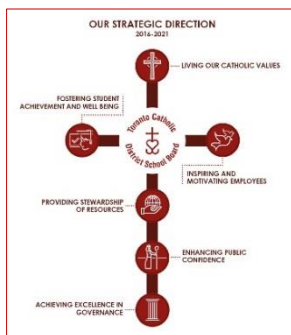 OUR STRATEGIC DIRECTION
2016-2021
LIVING OUR CATHOLIC VALUES
FOSTERING STUDENT
ACHIEVEMENT AND WELL BEING
Toronto Catholic
District School Board
INSPIRING AND
MOTIVATING EMPLOYEES
PROVIDING STEWARDSHIP
OF RESOURCES
ENHANCING PUBLIC
CONFIDENCE
ACHIEVING EXCELLENCE IN
GOVERNANCE